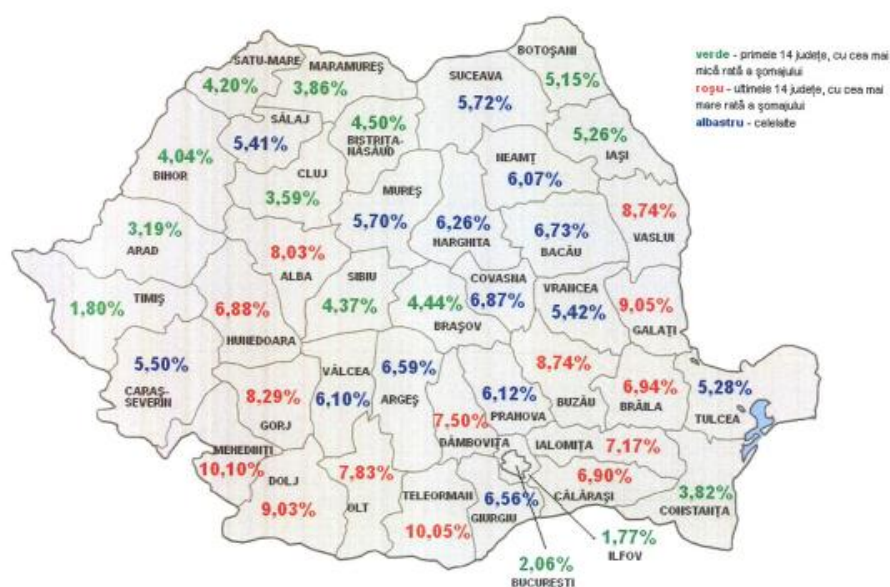 BOTOȘANI
5,15%
verde - primele 14 județe, cu cea mai
mică rată a șomajului
roșu - ultimele 14 județe, cu cea mai
mare rată a șomajului
albastru - celelalte
SATU-MARE
4,20%
MARAMUREȘ
3,86%
SUCEAVA
5,72%
SĂLAJ
5,41%
4,50%
BISTRIȚA-
NĂSĂUD
5,26%
IAȘI
4,04%
BIHOR
CLUJ
3,59%
NEAMȚ
6,07%
MUREȘ
5,70%
6,26%
HARGHITA
6,73%
BACĂU
8,74%
VASLUI
3,19%
ARAD
8,03%
ALBA
SIBIU
4,37%
4,44%
BRAȘOV
COVASNA
6,87%
VRANCEA
5,42%
9,05%
GALAȚI
TIMIȘ
1,80%
6,88%
HUNEDOARA
5,50%
CARAȘ-
SEVERIN
VÂLCEA
6,10%
6,59%
ARGEȘ
6,12%
PRAHOVA
8,74%
BUZĂU
6,94%
BRĂILA
5,28%
TULCEA
8,29%
GORJ
7,50%
DÂMBOVIȚA
IALOMIȚA
7,17%
MEHEDINȚI
10,10%
DOLJ
9,03%
7,83%
OLT
TELEORMAN
10,05%
6,56%
GIURGIU
6,90%
CĂLĂRAȘI
3,82%
CONSTANȚA
1,77%
ILFOV
2,06%
BUCUREȘTI